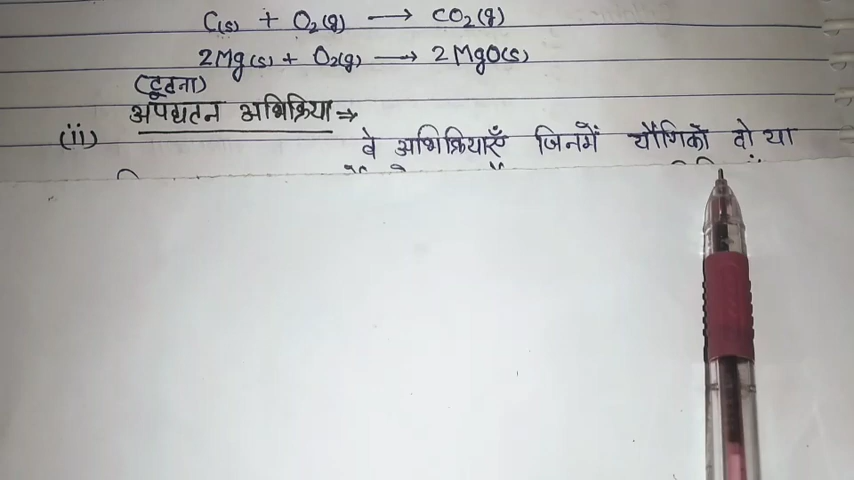 C(s) + O₂(g) → CO₂(g)
2Mg(s) + O₂(g) → 2MgO(s)
(टूटना)
अपघटन अभिक्रिया ⇒
(ii) वे अभिक्रियाएँ जिनमें यौगिको दो या